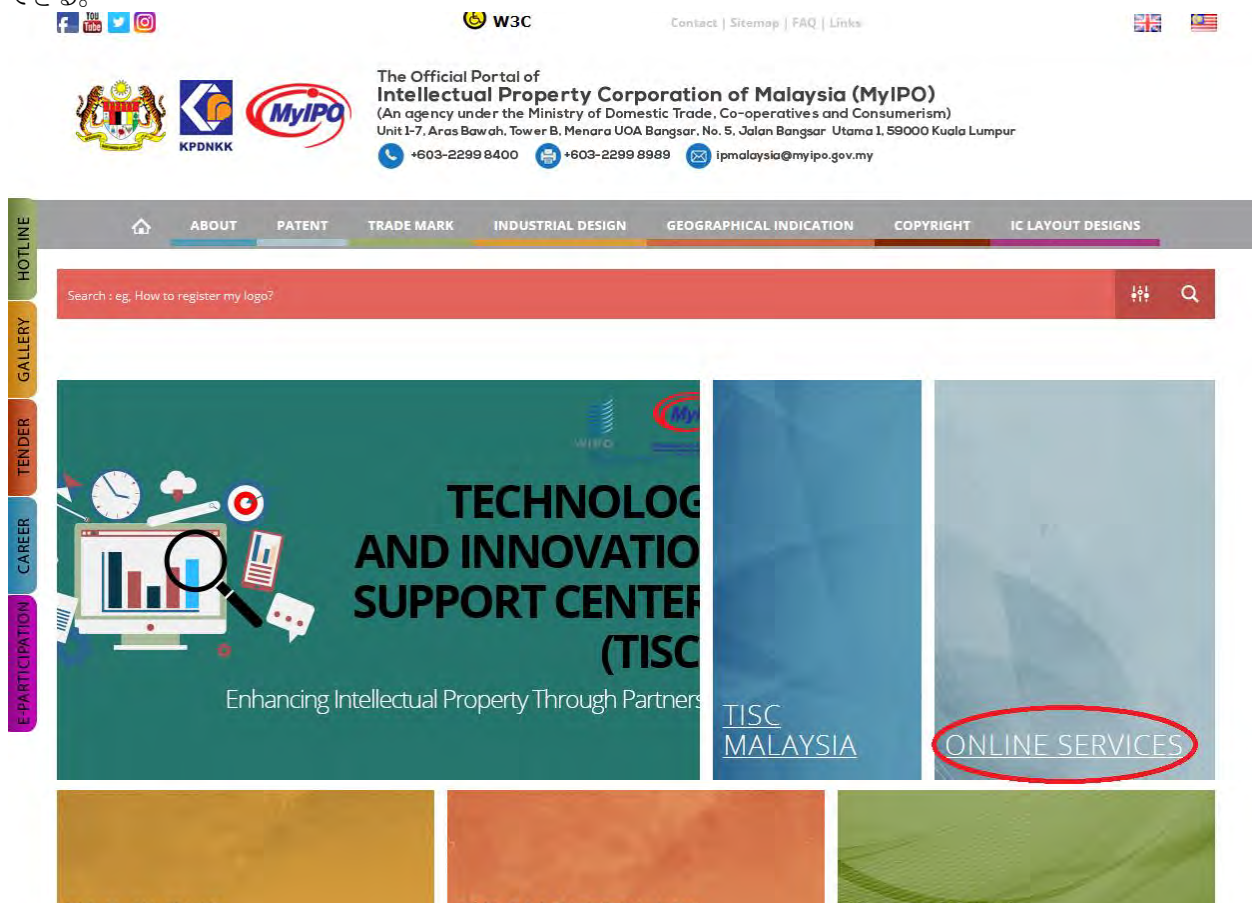 You Tube
W3C
Contact | Sitemap | FAQ | Links
KPDNKK
MyIPO
The Official Portal of
Intellectual Property Corporation of Malaysia (MyIPO)
(An agency under the Ministry of Domestic Trade, Co-operatives and Consumerism)
Unit 1-7, Aras Bawah, Tower B, Menara UOA Bangsar, No. 5, Jalan Bangsar Utama 1, 59000 Kuala Lumpur
+603-2299 8400 +603-2299 8989 ipmalaysia@myipo.gov.my
ABOUT PATENT TRADE MARK INDUSTRIAL DESIGN GEOGRAPHICAL INDICATION COPYRIGHT IC LAYOUT DESIGNS
HOTLINE
GALLERY
TENDER
CAREER
E-PARTICIPATION
Search : eg, How to register my logo?
WIPO
TECHNOLOG
AND INNOVATIO
SUPPORT CENTER
(TISC
Enhancing Intellectual Property Through Partners
TISC
MALAYSIA
ONLINE SERVICES